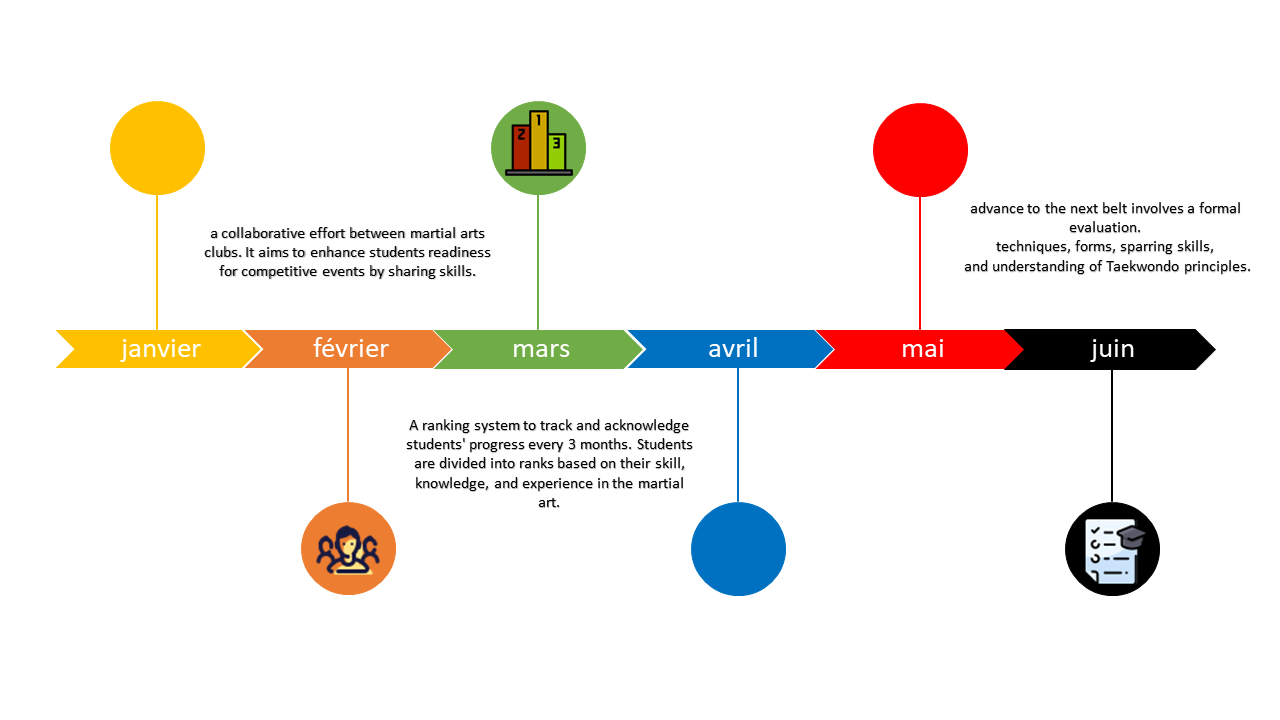 1
2
3
a collaborative effort between martial arts
clubs. It aims to enhance students readiness
for competitive events by sharing skills.
advance to the next belt involves a formal
evaluation.
techniques, forms, sparring skills,
and understanding of Taekwondo principles.
janvier
février
mars
avril
mai
juin
A ranking system to track and acknowledge
students' progress every 3 months. Students
are divided into ranks based on their skill,
knowledge, and experience in the martial
art.